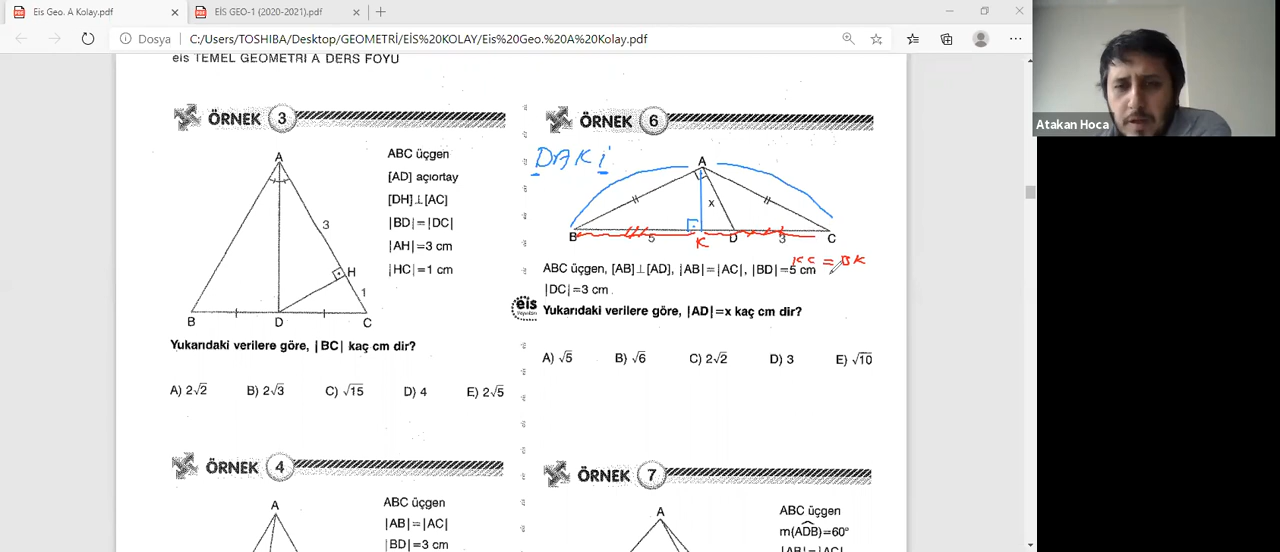 Eis Geo. A Kolay.pdf
EİS GEO-1 (2020-2021).pdf
Dosya
C:/Users/TOSHIBA/Desktop/GEOMETRİ/EİS%20KOLAY/Eis%20Geo.%20A%20Kolay.pdf
eis TEMEL GEOMETRI A DERS FOYU
ÖRNEK 3
A
3
H
1
B
D
C
ABC üçgen
[AD] açıortay
[DH]⊥[AC]
|BD|=|DC|
|AH|=3 cm
|HC|=1 cm
Yukarıdaki verilere göre, |BC| kaç cm dir?
A) 2√2 B) 2√3 C) √15 D) 4 E) 2√5
ÖRNEK 4
A
ABC üçgen
|AB|=|AC|
|BD|=3 cm
ÖRNEK 6
DAKİ
A
x
B
5
K
D
3
C
KC = BK
ABC üçgen, [AB]⊥[AD], |AB|=|AC|, |BD|=5 cm
|DC|=3 cm
eis
Yukarıdaki verilere göre, |AD|=x kaç cm dir?
A) √5 B) √6 C) 2√2 D) 3 E) √10
ÖRNEK 7
A
ABC üçgen
m(ADB)=60°
|AB|=|AC|
Atakan Hoca